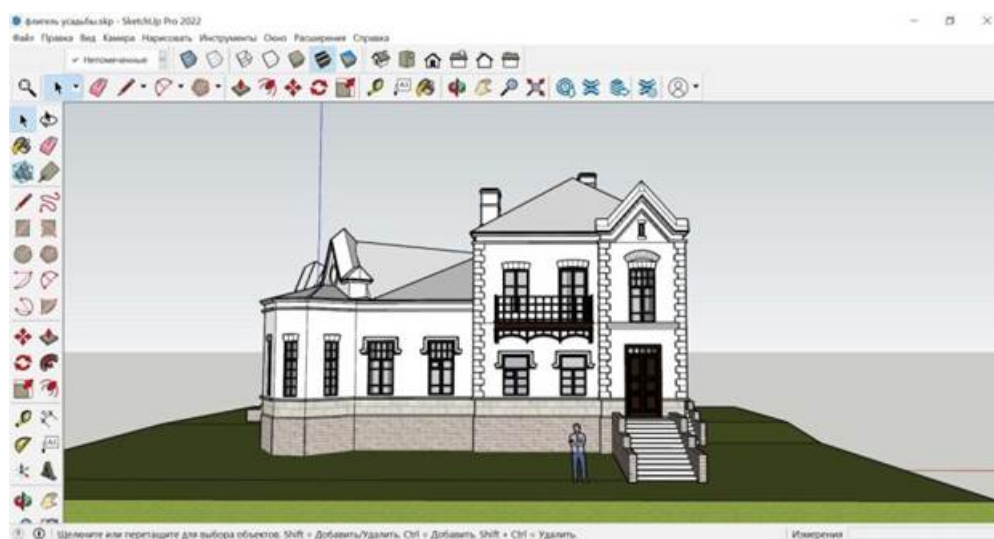 флигель усадьбы.skp - SketchUp Pro 2022
Файл Правка Вид Камера Нарисовать Инструменты Окно Расширения Справка
Непомеченные
Щелкните или перетащите для выбора объектов. Shift = Добавить/Удалить. Ctrl = Добавить. Shift + Ctrl = Удалить.
Измерения